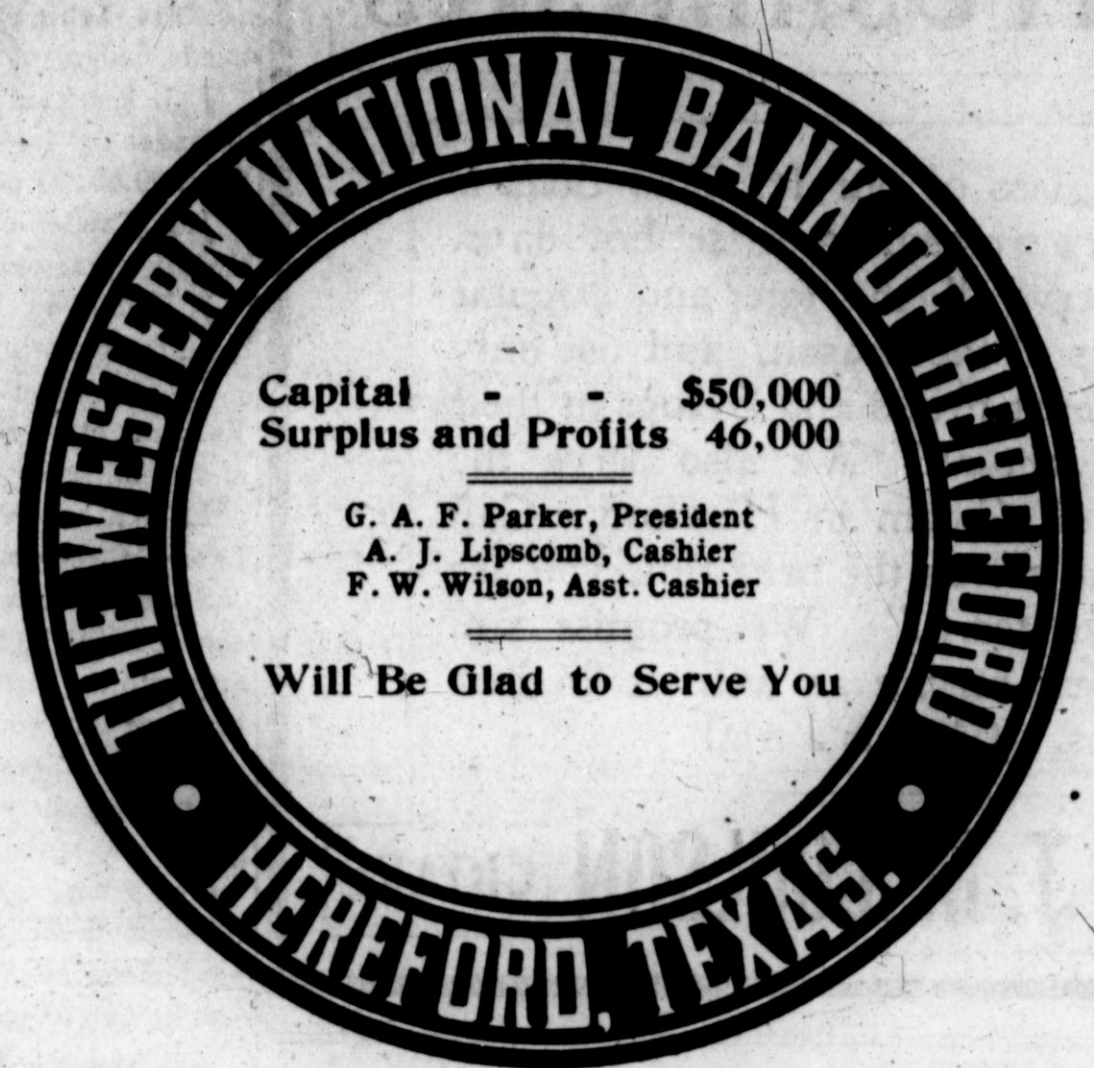 THE WESTERN NATIONAL BANK OF HEREFORD
Capital - - $50,000
Surplus and Profits 46,000
G. A. F. Parker, President
A. J. Lipscomb, Cashier
F. W. Wilson, Asst. Cashier
Will Be Glad to Serve You
HEREFORD, TEXAS.